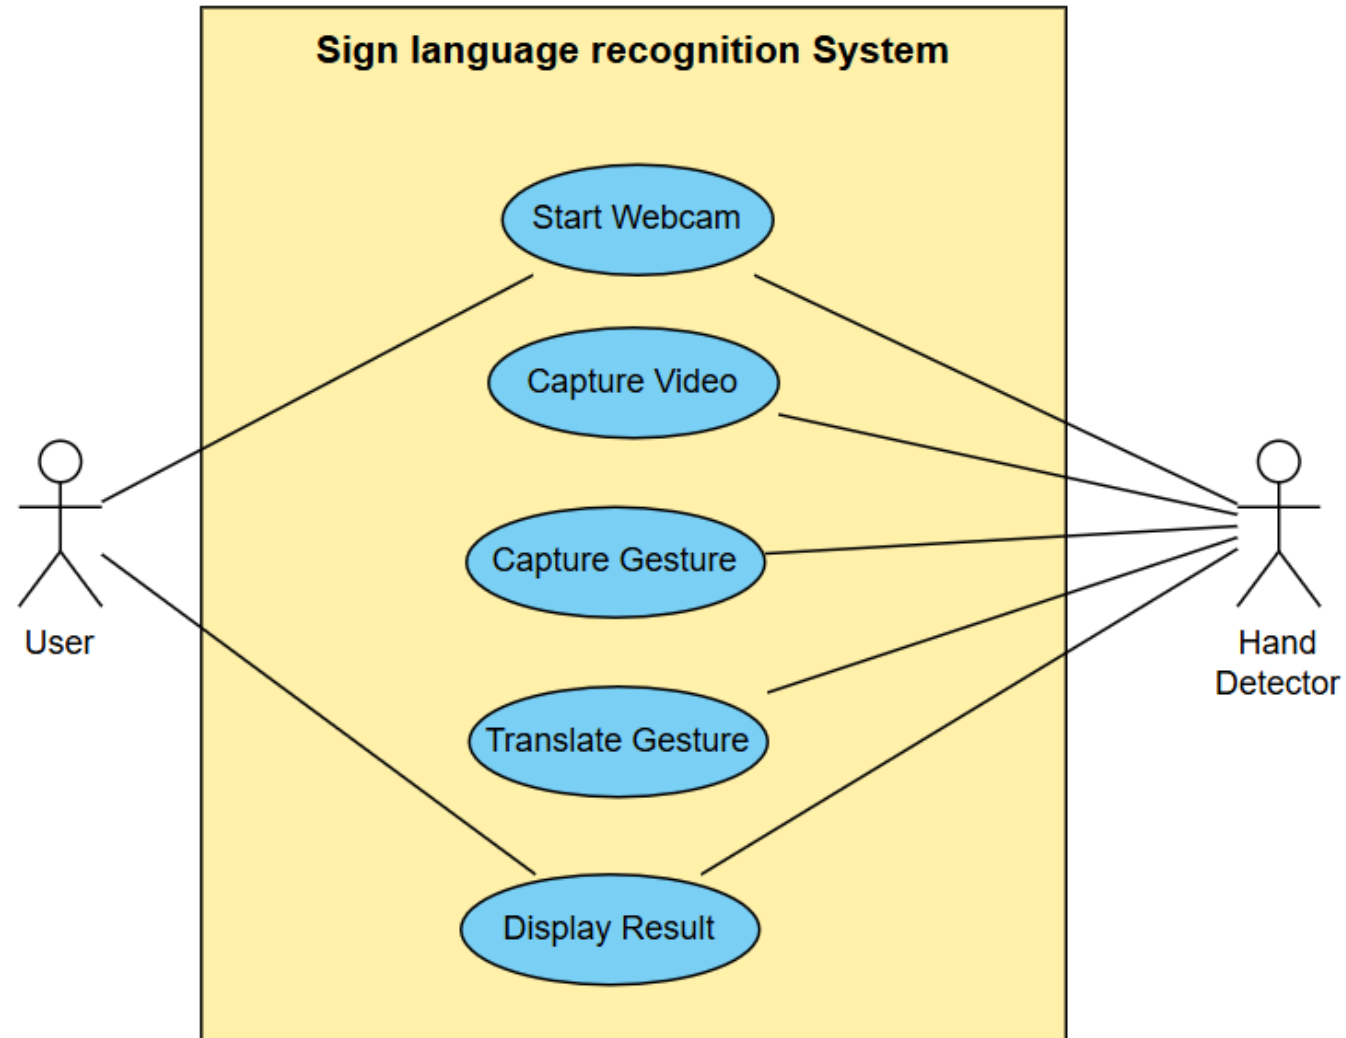 Sign language recognition System
Start Webcam
Capture Video
Capture Gesture
Translate Gesture
Display Result
User
Hand
Detector